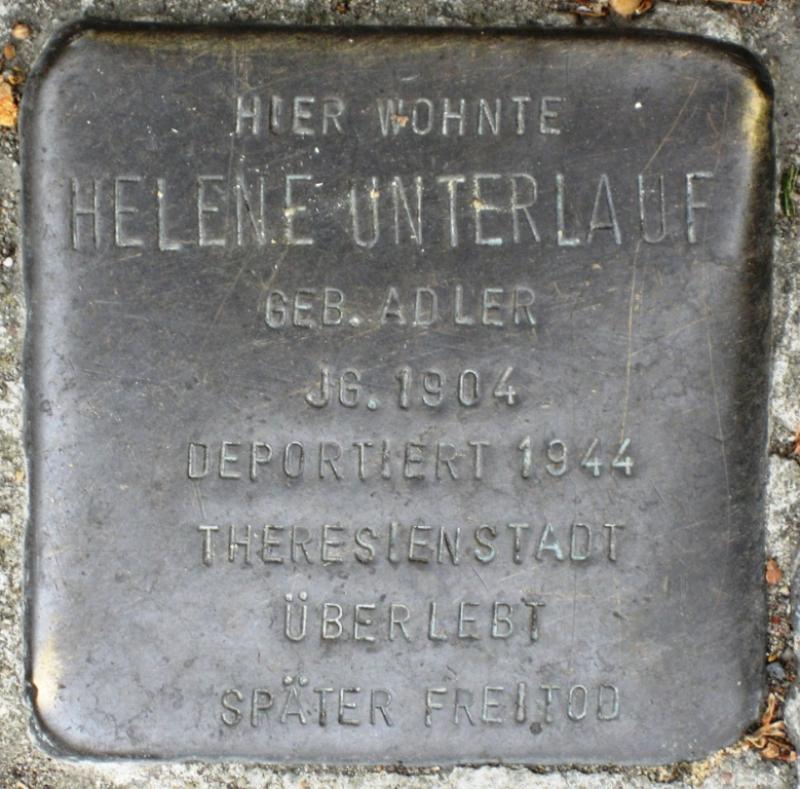 HIER WOHNTE
HELENE UNTERLAUF
GEB. ADLER
JG. 1904
DEPORTIERT 1944
THERESIENSTADT
ÜBERLEBT
SPÄTER FREITOD